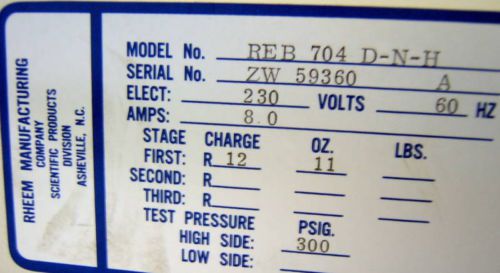 RHEEM MANUFACTURING
COMPANY
SCIENTIFIC PRODUCTS
DIVISION
ASHEVILLE, N.C.
MODEL No. REB 704 D-N-H
SERIAL No. ZW 59360 A
ELECT: 230 VOLTS 60 HZ
AMPS: 8.0
STAGE CHARGE OZ. LBS.
FIRST: R 12 11
SECOND: R
THIRD: R
TEST PRESSURE PSIG.
HIGH SIDE: 300
LOW SIDE: